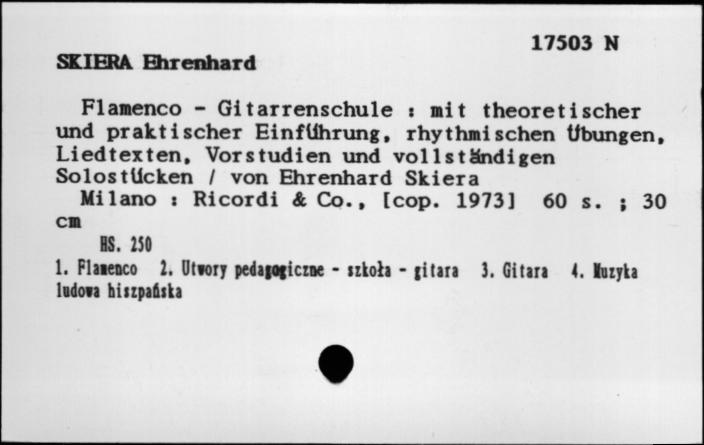 17503 N
SKIERA Ehrenhard
Flamenco - Gitarrenschule : mit theoretischer
und praktischer Einführung, rhythmischen Übungen,
Liedtexten, Vorstudien und vollständigen
Solostücken / von Ehrenhard Skiera
Milano : Ricordi & Co., [cop. 1973] 60 s. ; 30
cm
HS. 250
1. Flamenco 2. Utwory pedagogiczne - szkoła - gitara 3. Gitara 4. Muzyka
ludowa hiszpańska